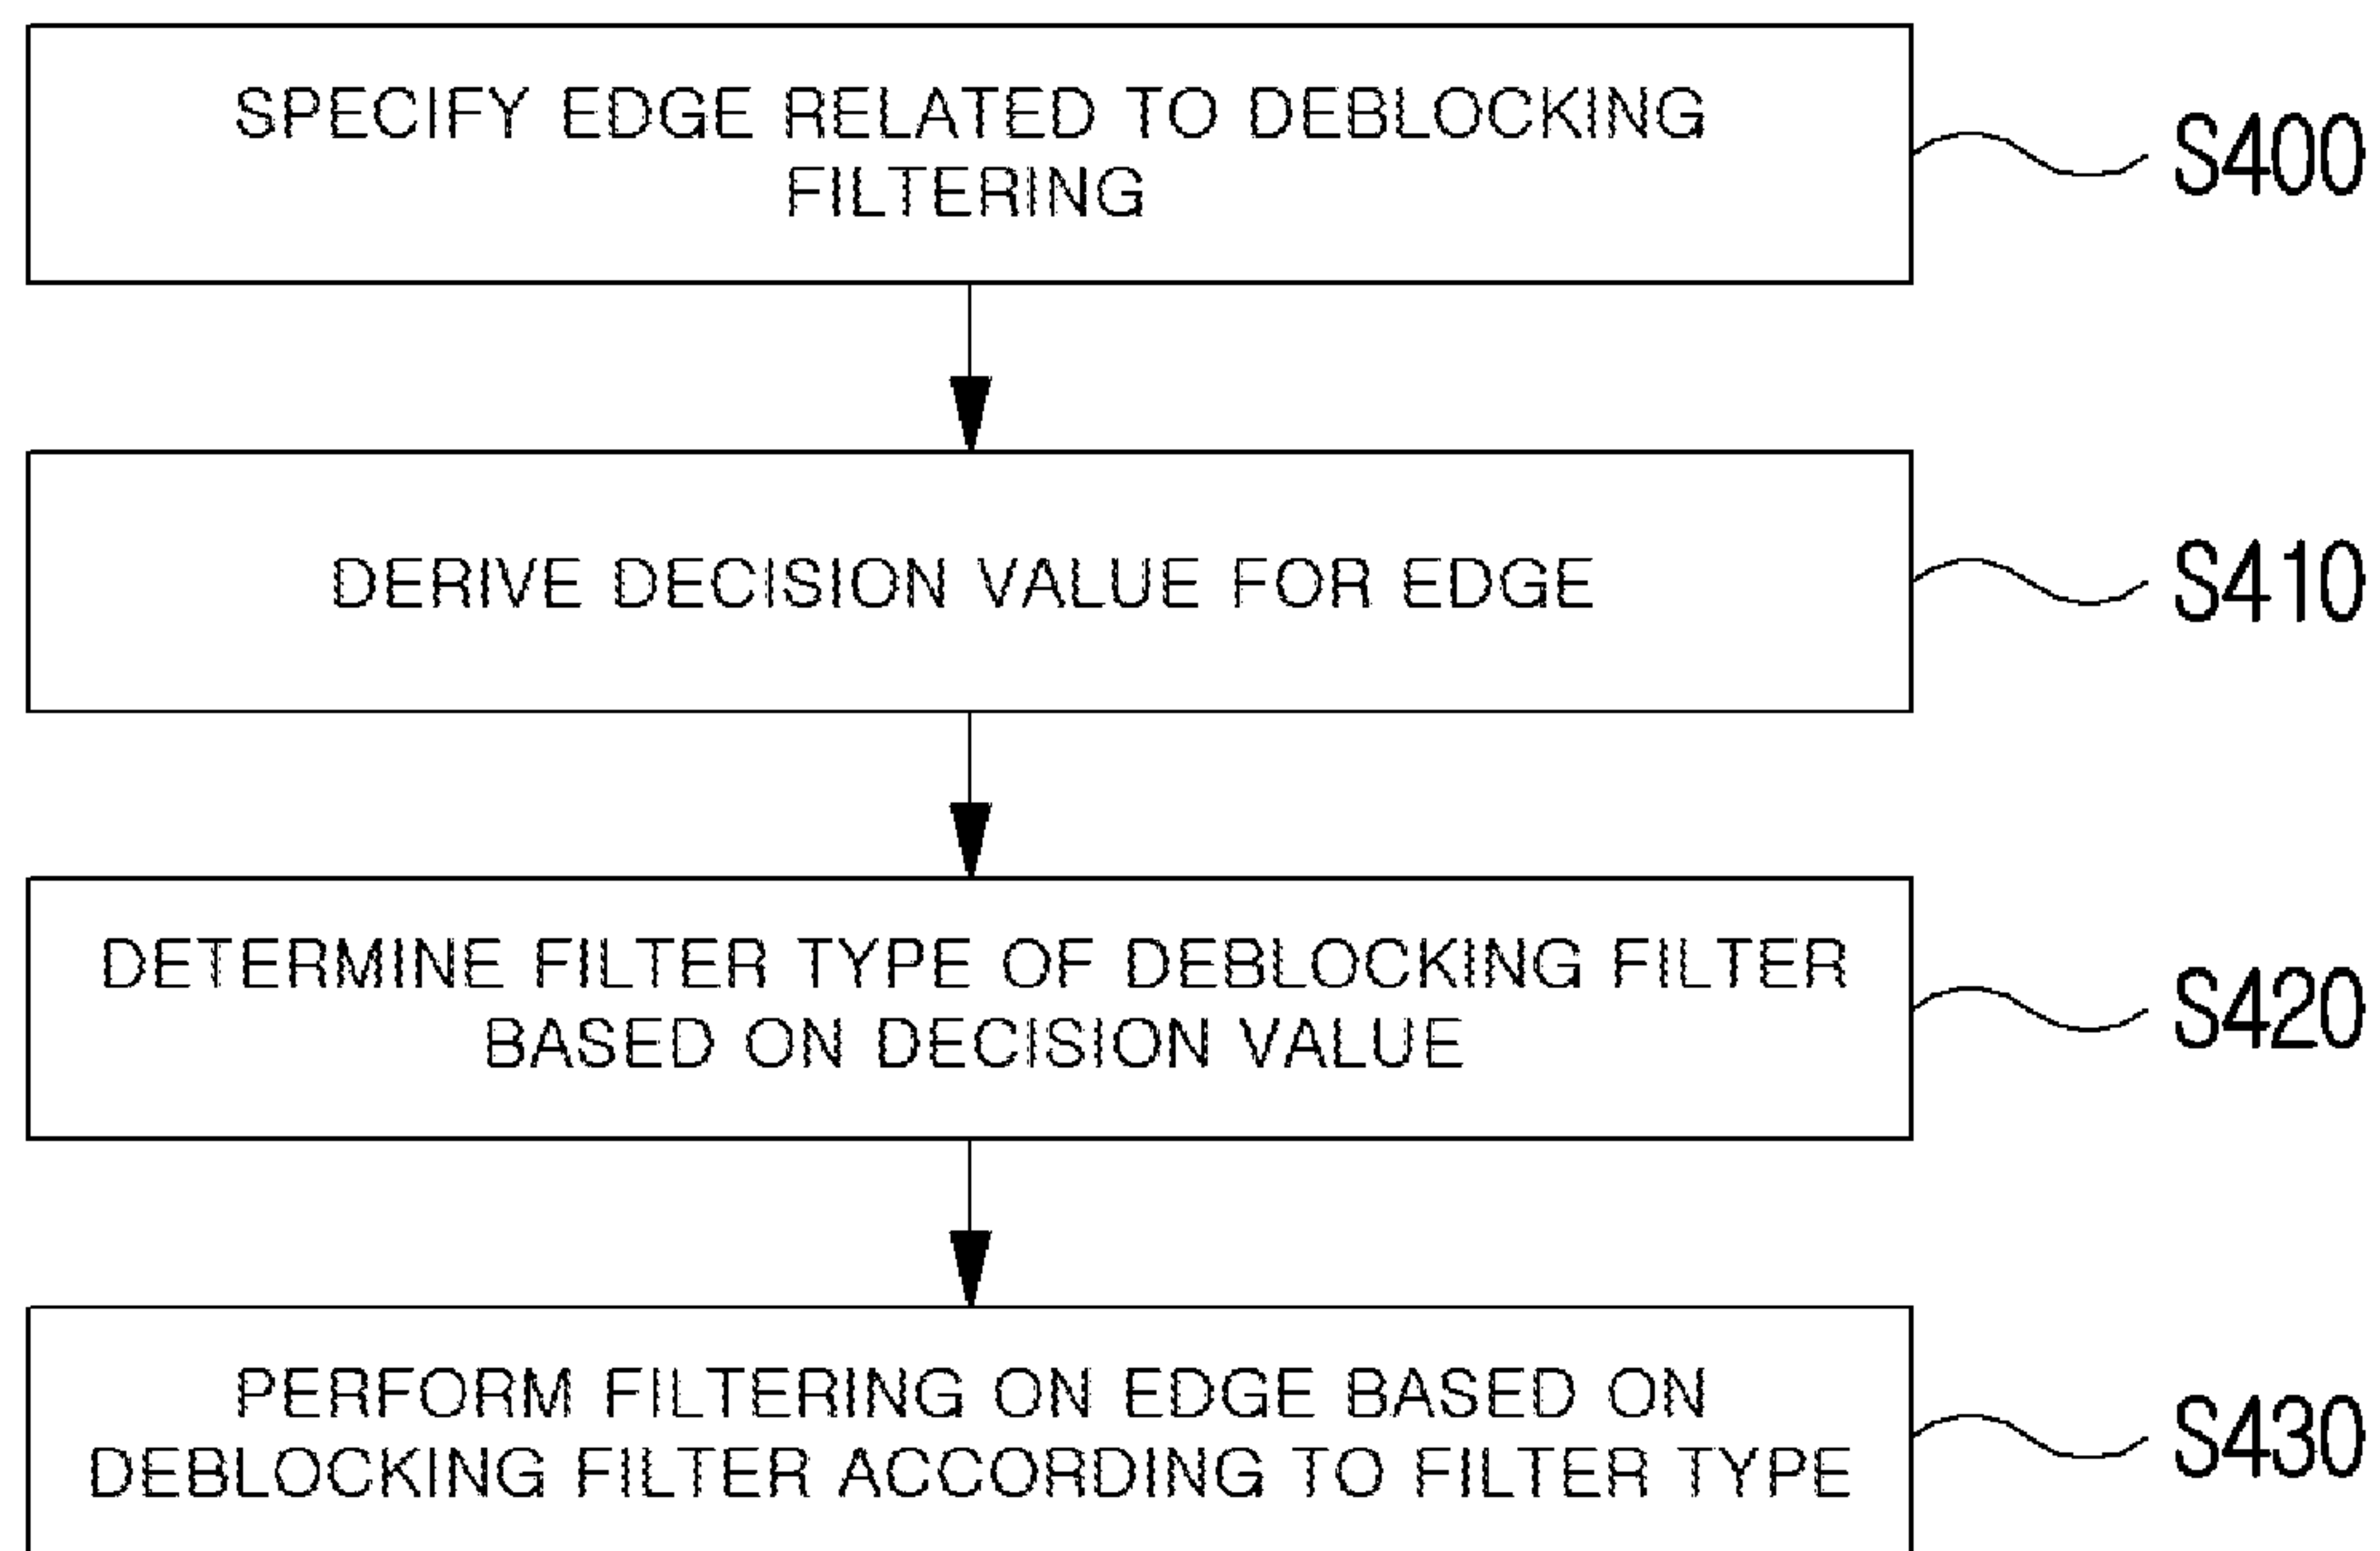 SPECIFY EDGE RELATED TO DEBLOCKING
FILTERING
S400
DERIVE DECISION VALUE FOR EDGE
S410
DETERMINE FILTER TYPE OF DEBLOCKING FILTER
BASED ON DECISION VALUE
S420
PERFORM FILTERING ON EDGE BASED ON
DEBLOCKING FILTER ACCORDING TO FILTER TYPE
S430